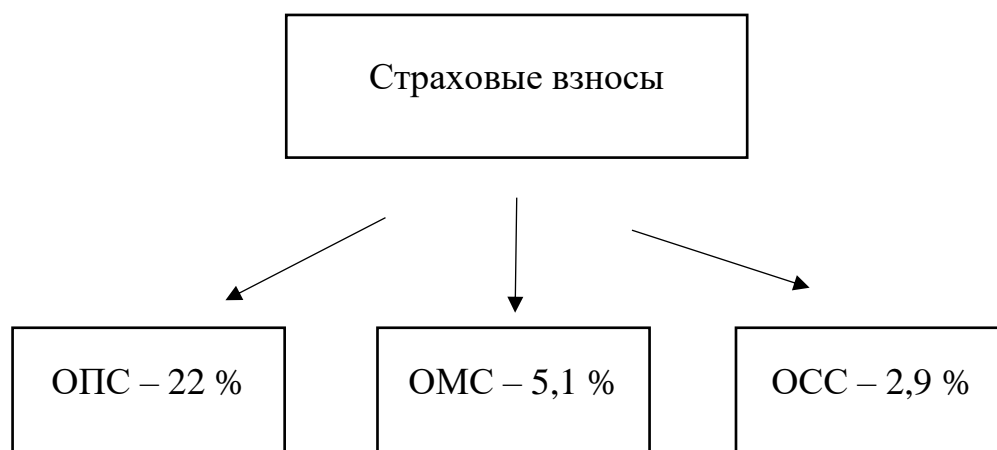 Страховые взносы
ОПС – 22 %
ОМС – 5,1 %
ОСС – 2,9 %